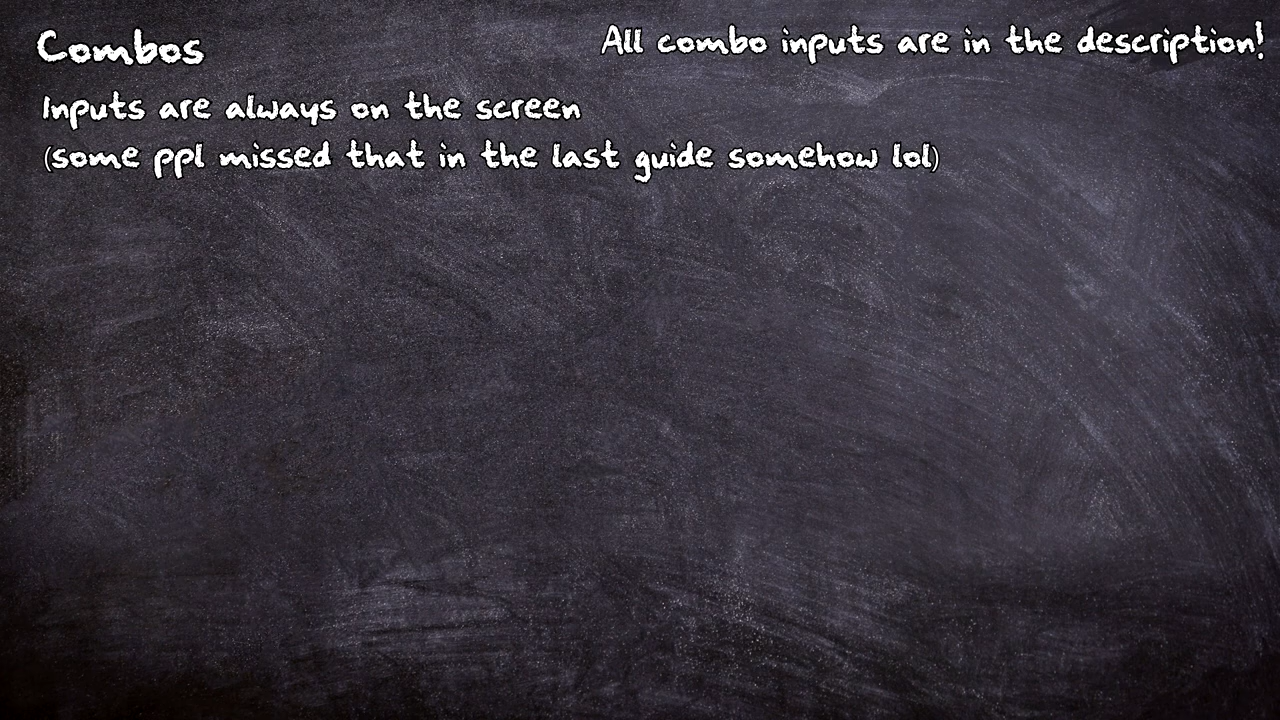 Combos
All combo inputs are in the description!
Inputs are always on the screen
(some ppl missed that in the last guide somehow lol)